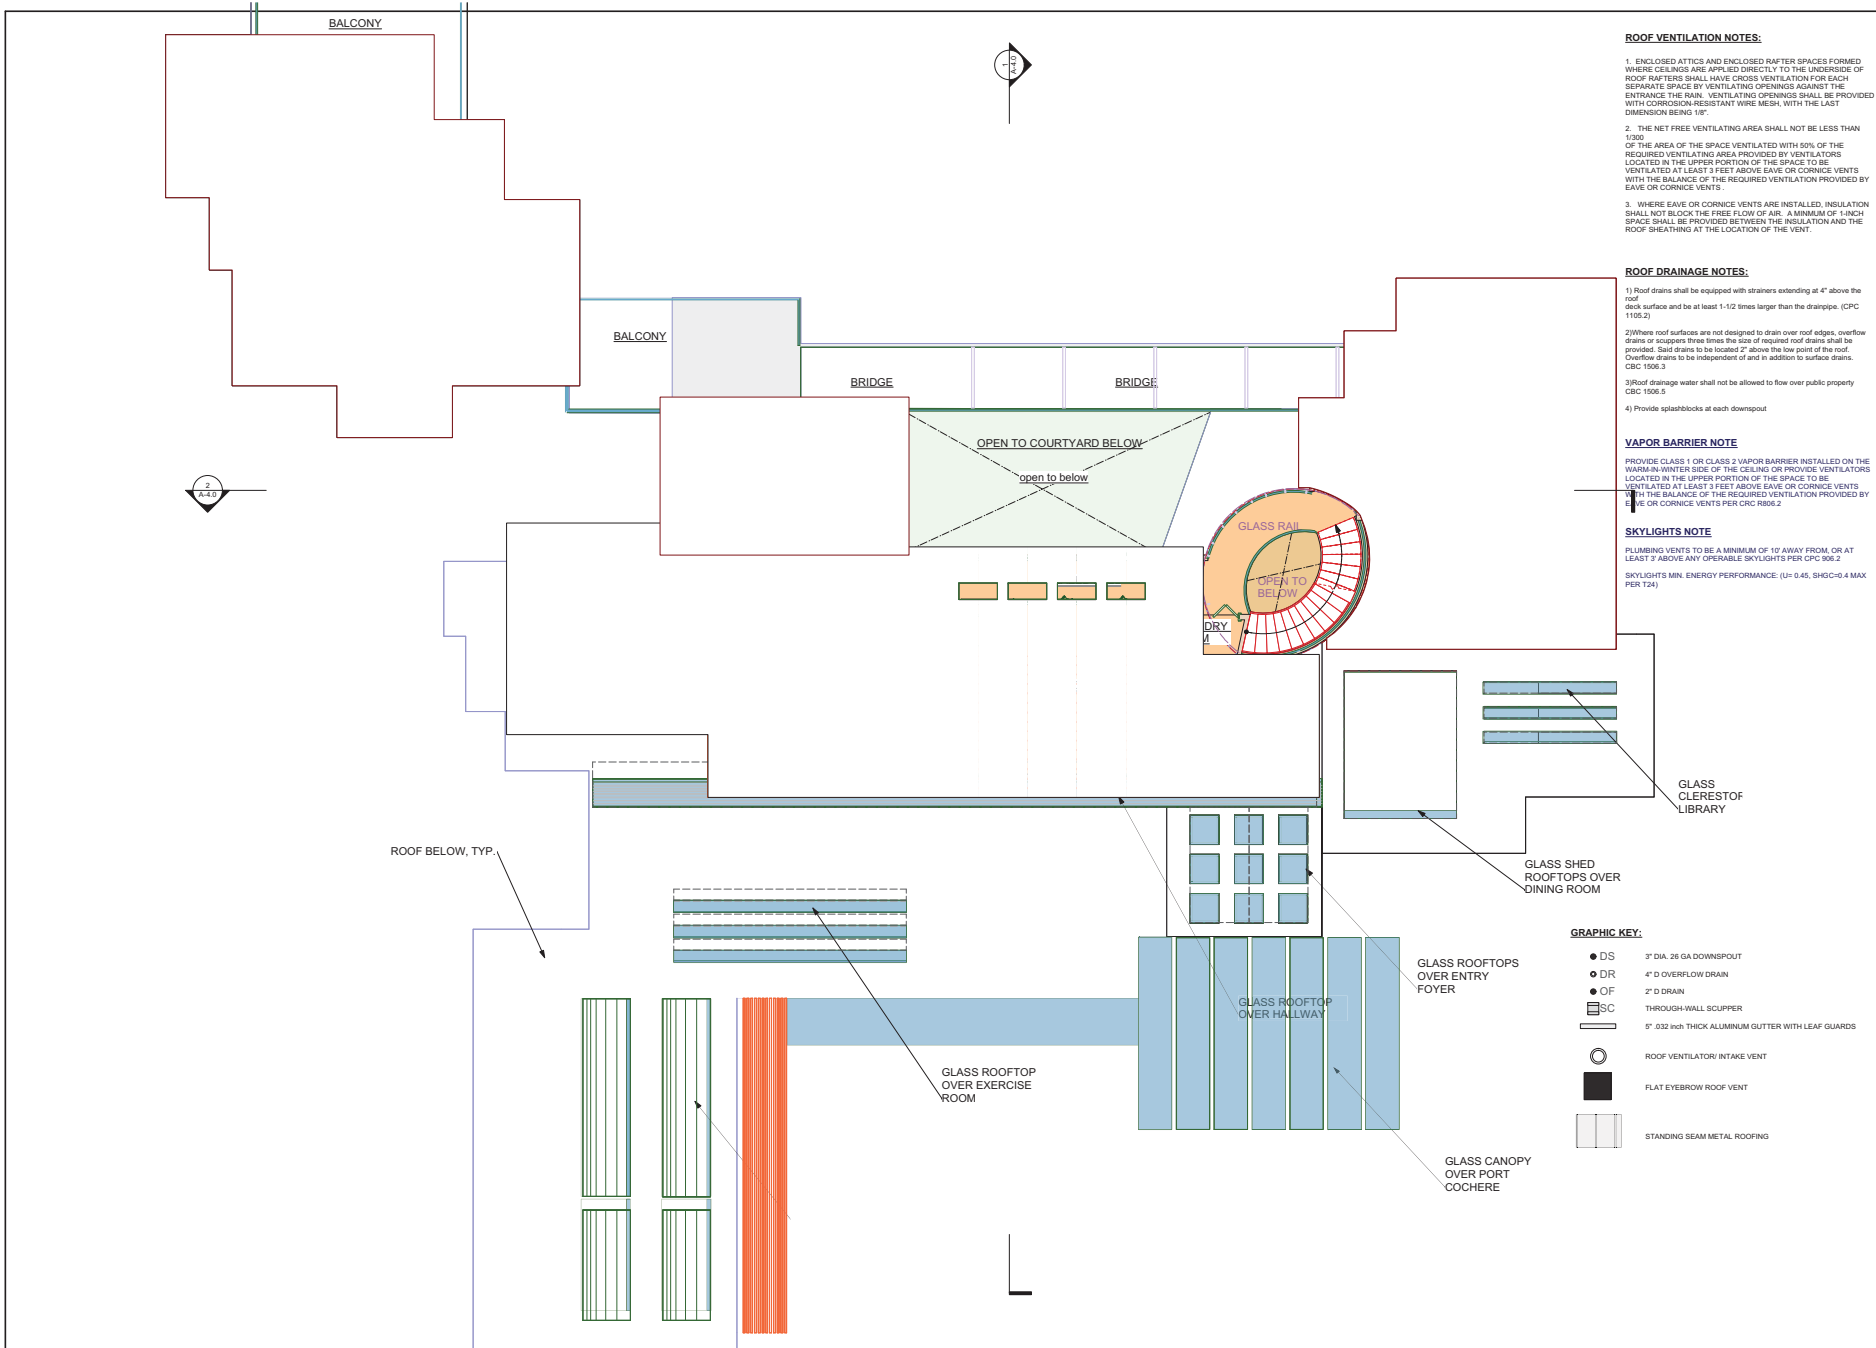 BALCONY
1
A-4.0
BALCONY
BRIDGE
BRIDGE
OPEN TO COURTYARD BELOW
open to below
2
A-4.0
GLASS RAIL
OPEN TO
BELOW
DRY
M
ROOF BELOW, TYP.
GLASS
CLERESTOR
LIBRARY
GLASS SHED
ROOFTOPS OVER
DINING ROOM
GLASS ROOFTOPS
OVER ENTRY
FOYER
GLASS ROOFTOP
OVER HALLWAY
GLASS ROOFTOP
OVER EXERCISE
ROOM
GLASS CANOPY
OVER PORT
COCHERE
ROOF VENTILATION NOTES:
1. ENCLOSED ATTICS AND ENCLOSED RAFTER SPACES FORMED
WHERE CEILINGS ARE APPLIED DIRECTLY TO THE UNDERSIDE OF
ROOF RAFTERS SHALL HAVE CROSS VENTILATION FOR EACH
SEPARATE SPACE BY VENTILATING OPENINGS AGAINST THE
ENTRANCE THE RAIN. VENTILATING OPENINGS SHALL BE PROVIDED
WITH CORROSION-RESISTANT WIRE MESH, WITH THE LAST
DIMENSION BEING 1/8".
2. THE NET FREE VENTILATING AREA SHALL NOT BE LESS THAN
1/300
OF THE AREA OF THE SPACE VENTILATED WITH 50% OF THE
REQUIRED VENTILATING AREA PROVIDED BY VENTILATORS
LOCATED IN THE UPPER PORTION OF THE SPACE TO BE
VENTILATED AT LEAST 3 FEET ABOVE EAVE OR CORNICE VENTS
WITH THE BALANCE OF THE REQUIRED VENTILATION PROVIDED BY
EAVE OR CORNICE VENTS .
3. WHERE EAVE OR CORNICE VENTS ARE INSTALLED, INSULATION
SHALL NOT BLOCK THE FREE FLOW OF AIR. A MINMUM OF 1-INCH
SPACE SHALL BE PROVIDED BETWEEN THE INSULATION AND THE
ROOF SHEATHING AT THE LOCATION OF THE VENT.
ROOF DRAINAGE NOTES:
1) Roof drains shall be equipped with strainers extending at 4" above the
roof
deck surface and be at least 1-1/2 times larger than the drainpipe. (CPC
1105.2)
2)Where roof surfaces are not designed to drain over roof edges, overflow
drains or scuppers three times the size of required roof drains shall be
provided. Said drains to be located 2" above the low point of the roof.
Overflow drains to be independent of and in addition to surface drains.
CBC 1506.3
3)Roof drainage water shall not be allowed to flow over public property
CBC 1506.5
4) Provide splashblocks at each downspout
VAPOR BARRIER NOTE
PROVIDE CLASS 1 OR CLASS 2 VAPOR BARRIER INSTALLED ON THE
WARM-IN-WINTER SIDE OF THE CEILING OR PROVIDE VENTILATORS
LOCATED IN THE UPPER PORTION OF THE SPACE TO BE
VENTILATED AT LEAST 3 FEET ABOVE EAVE OR CORNICE VENTS
WITH THE BALANCE OF THE REQUIRED VENTILATION PROVIDED BY
EAVE OR CORNICE VENTS PER CRC R806.2
SKYLIGHTS NOTE
PLUMBING VENTS TO BE A MINIMUM OF 10' AWAY FROM, OR AT
LEAST 3' ABOVE ANY OPERABLE SKYLIGHTS PER CPC 906.2
SKYLIGHTS MIN. ENERGY PERFORMANCE: (U= 0.45, SHGC=0.4 MAX
PER T24)
GRAPHIC KEY:
DS 3" DIA. 26 GA DOWNSPOUT
DR 4" D OVERFLOW DRAIN
OF 2" D DRAIN
SC THROUGH-WALL SCUPPER
5" .032 inch THICK ALUMINUM GUTTER WITH LEAF GUARDS
ROOF VENTILATOR/ INTAKE VENT
FLAT EYEBROW ROOF VENT
STANDING SEAM METAL ROOFING